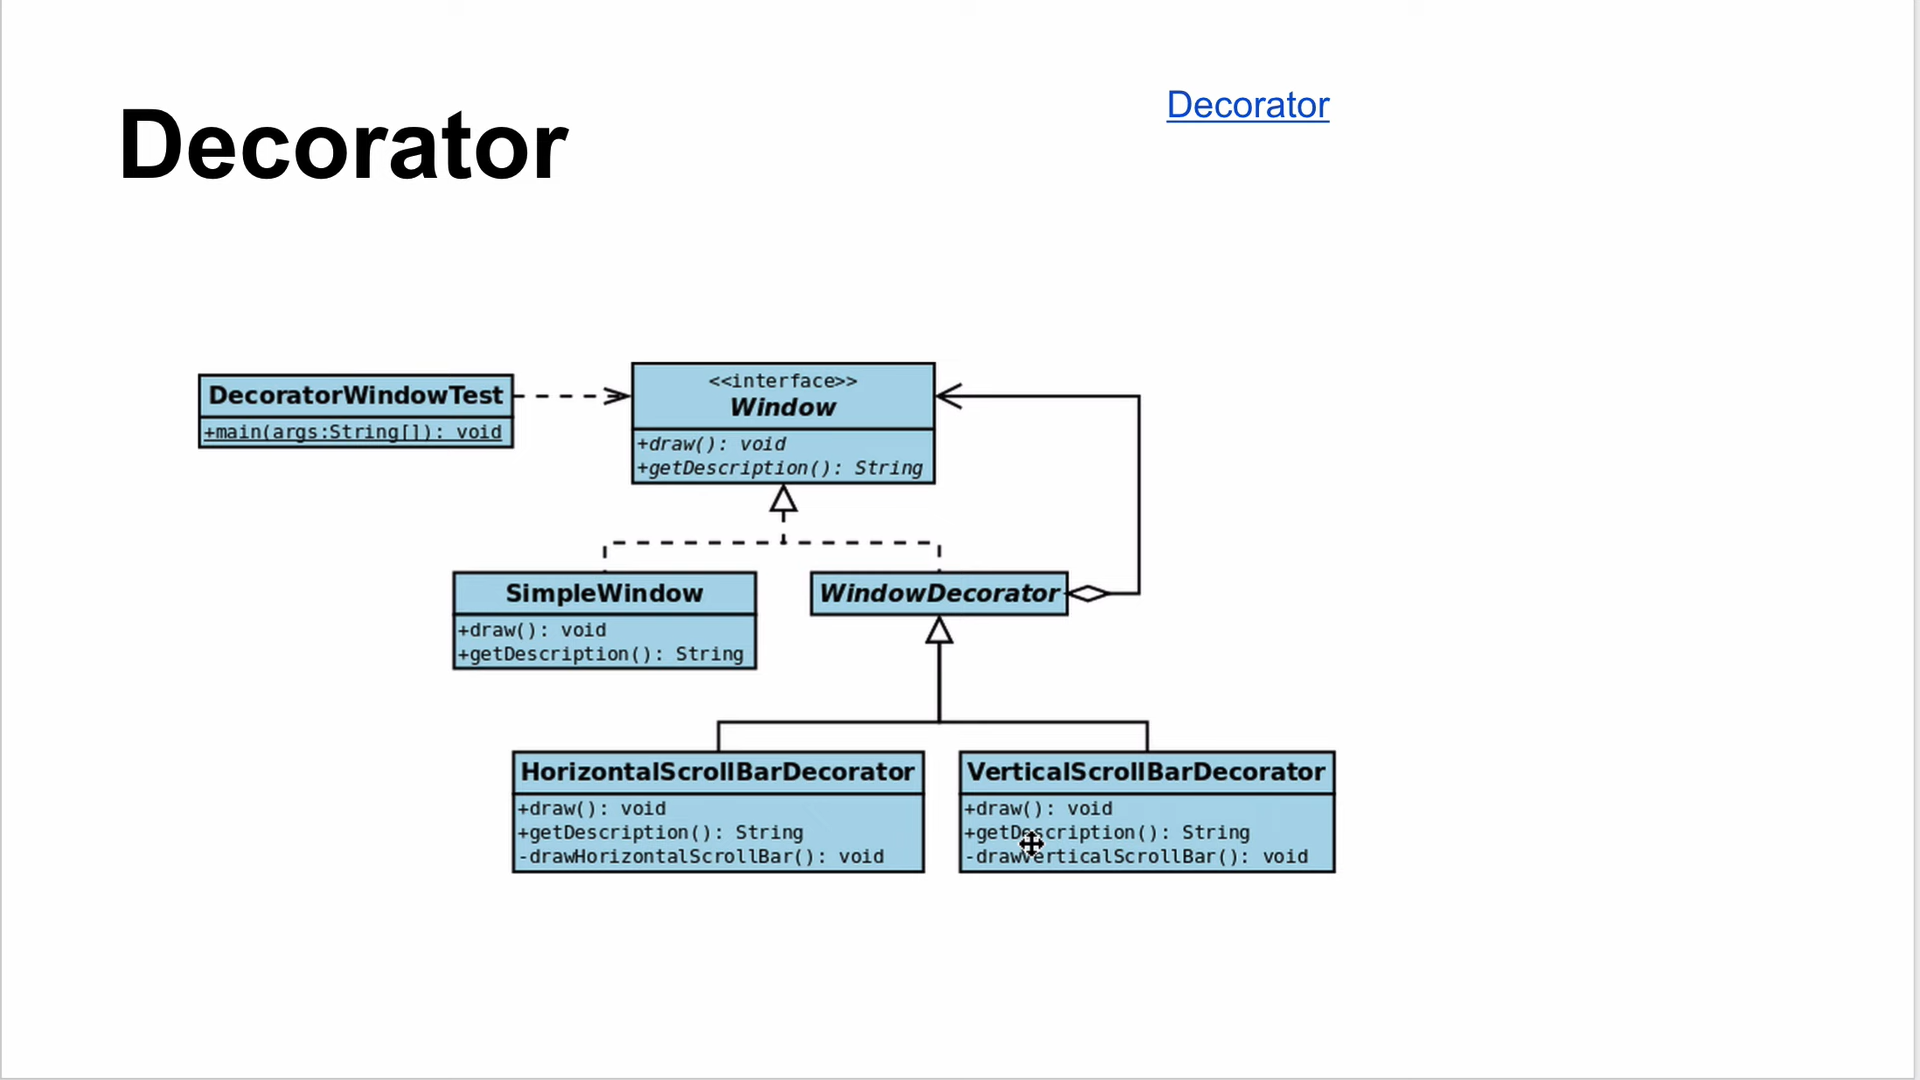 Decorator
Decorator
DecoratorWindowTest
+main(args:String[]): void
<<interface>>
Window
+draw(): void
+getDescription(): String
SimpleWindow
+draw(): void
+getDescription(): String
WindowDecorator
HorizontalScrollBarDecorator
+draw(): void
+getDescription(): String
-drawHorizontalScrollBar(): void
VerticalScrollBarDecorator
+draw(): void
+getDescription(): String
-drawVerticalScrollBar(): void